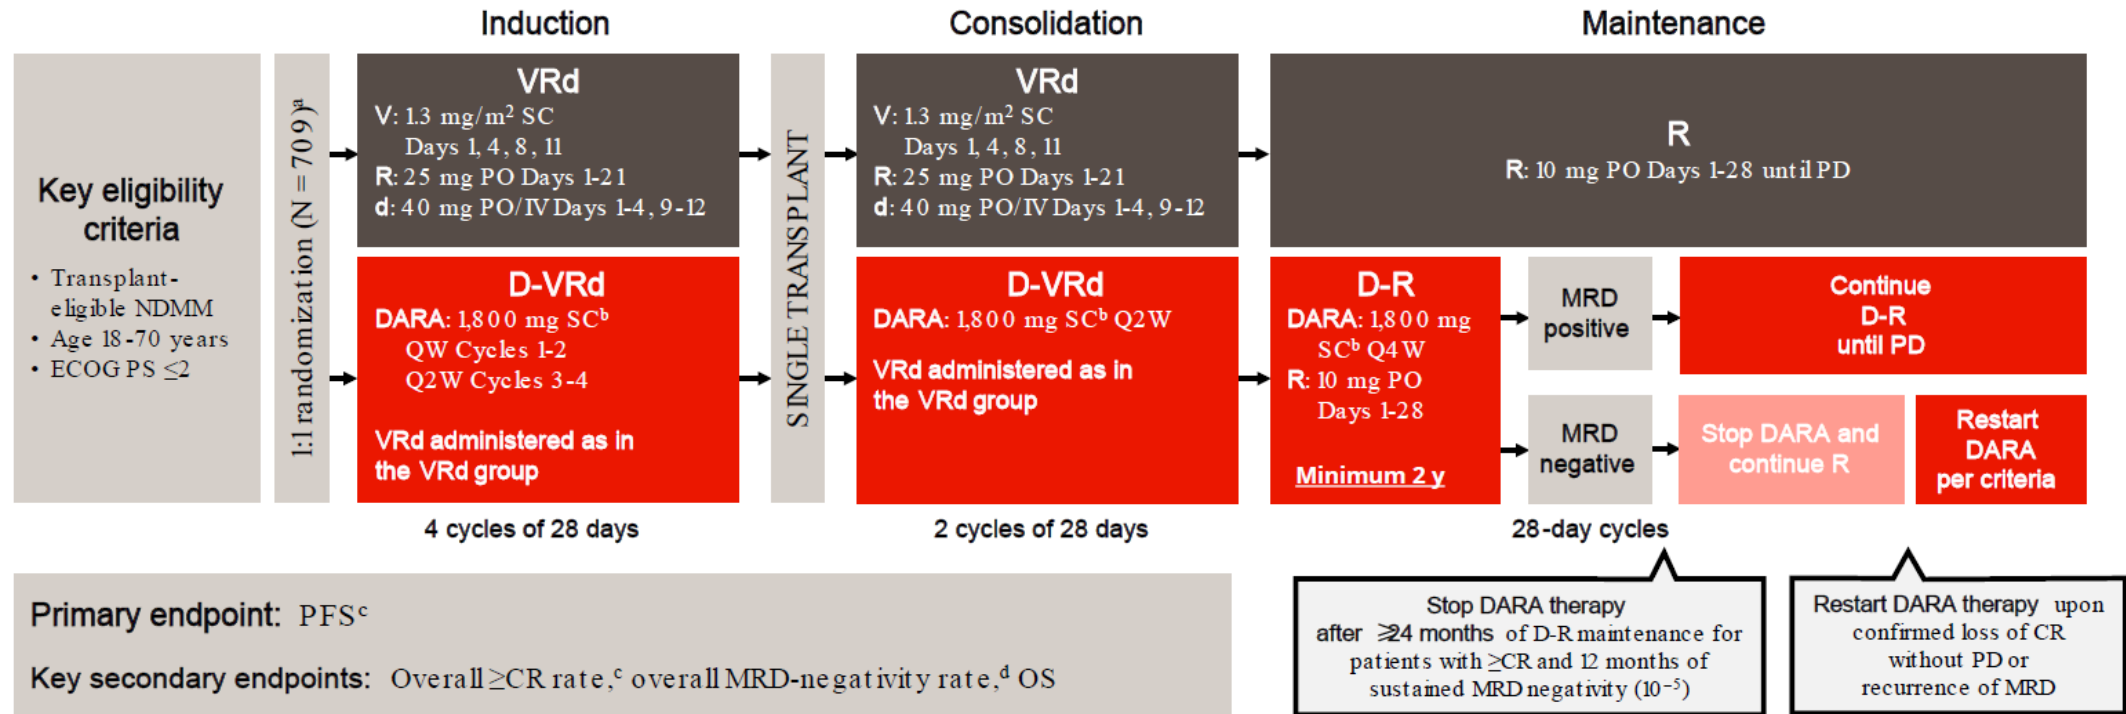 Induction
Consolidation
Maintenance
Key eligibility
criteria
• Transplant-
eligible NDMM
• Age 18-70 years
• ECOG PS ≤2
1:1 randomization (N = 709)ᵃ
VRd
V: 1.3 mg/m² SC
Days 1, 4, 8, 11
R: 25 mg PO Days 1-21
d: 40 mg PO/IV Days 1-4, 9-12
D-VRd
DARA: 1,800 mg SCᵇ
QW Cycles 1-2
Q2W Cycles 3-4
VRd administered as in
the VRd group
4 cycles of 28 days
SINGLE TRANSPLANT
VRd
V: 1.3 mg/m² SC
Days 1, 4, 8, 11
R: 25 mg PO Days 1-21
d: 40 mg PO/IV Days 1-4, 9-12
D-VRd
DARA: 1,800 mg SCᵇ Q2W
VRd administered as in
the VRd group
2 cycles of 28 days
R
R: 10 mg PO Days 1-28 until PD
D-R
DARA: 1,800 mg
SCᵇ Q4W
R: 10 mg PO
Days 1-28
Minimum 2 y
MRD
positive
Continue
D-R
until PD
MRD
negative
Stop DARA and
continue R
Restart
DARA
per criteria
28-day cycles
Stop DARA therapy
after ≥24 months of D-R maintenance for
patients with ≥CR and 12 months of
sustained MRD negativity (10⁻⁵)
Restart DARA therapy upon
confirmed loss of CR
without PD or
recurrence of MRD
Primary endpoint: PFSᶜ
Key secondary endpoints: Overall ≥CR rate,ᶜ overall MRD-negativity rate,ᵈ OS